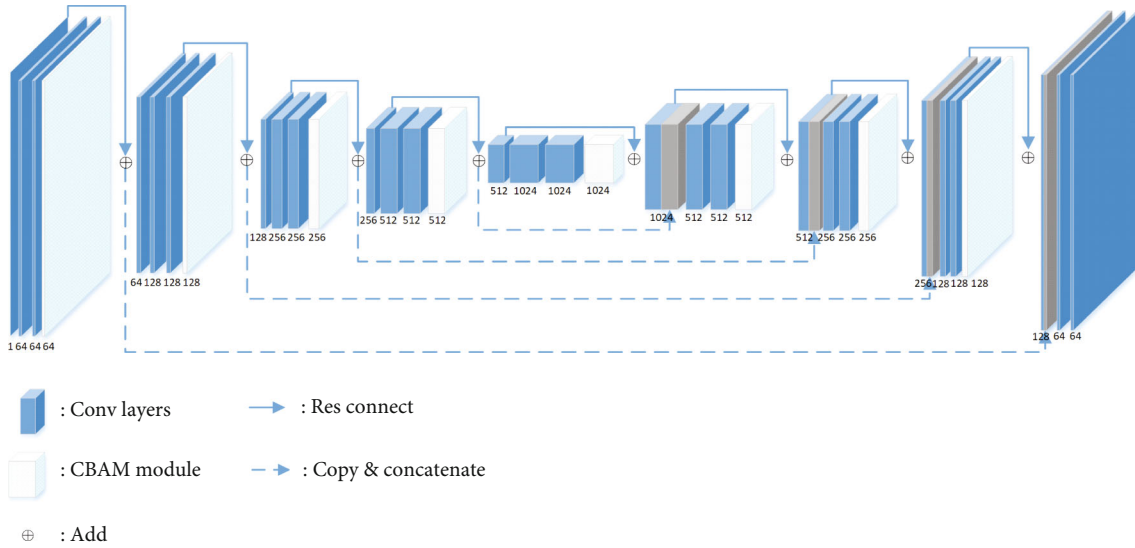 1 64 64 64
64 128 128 128
128 256 256 256
256 512 512 512
512 1024 1024 1024
1024 512 512 512
512 256 256 256
256 128 128 128
128 64 64
: Conv layers
: Res connect
: CBAM module
: Copy & concatenate
: Add